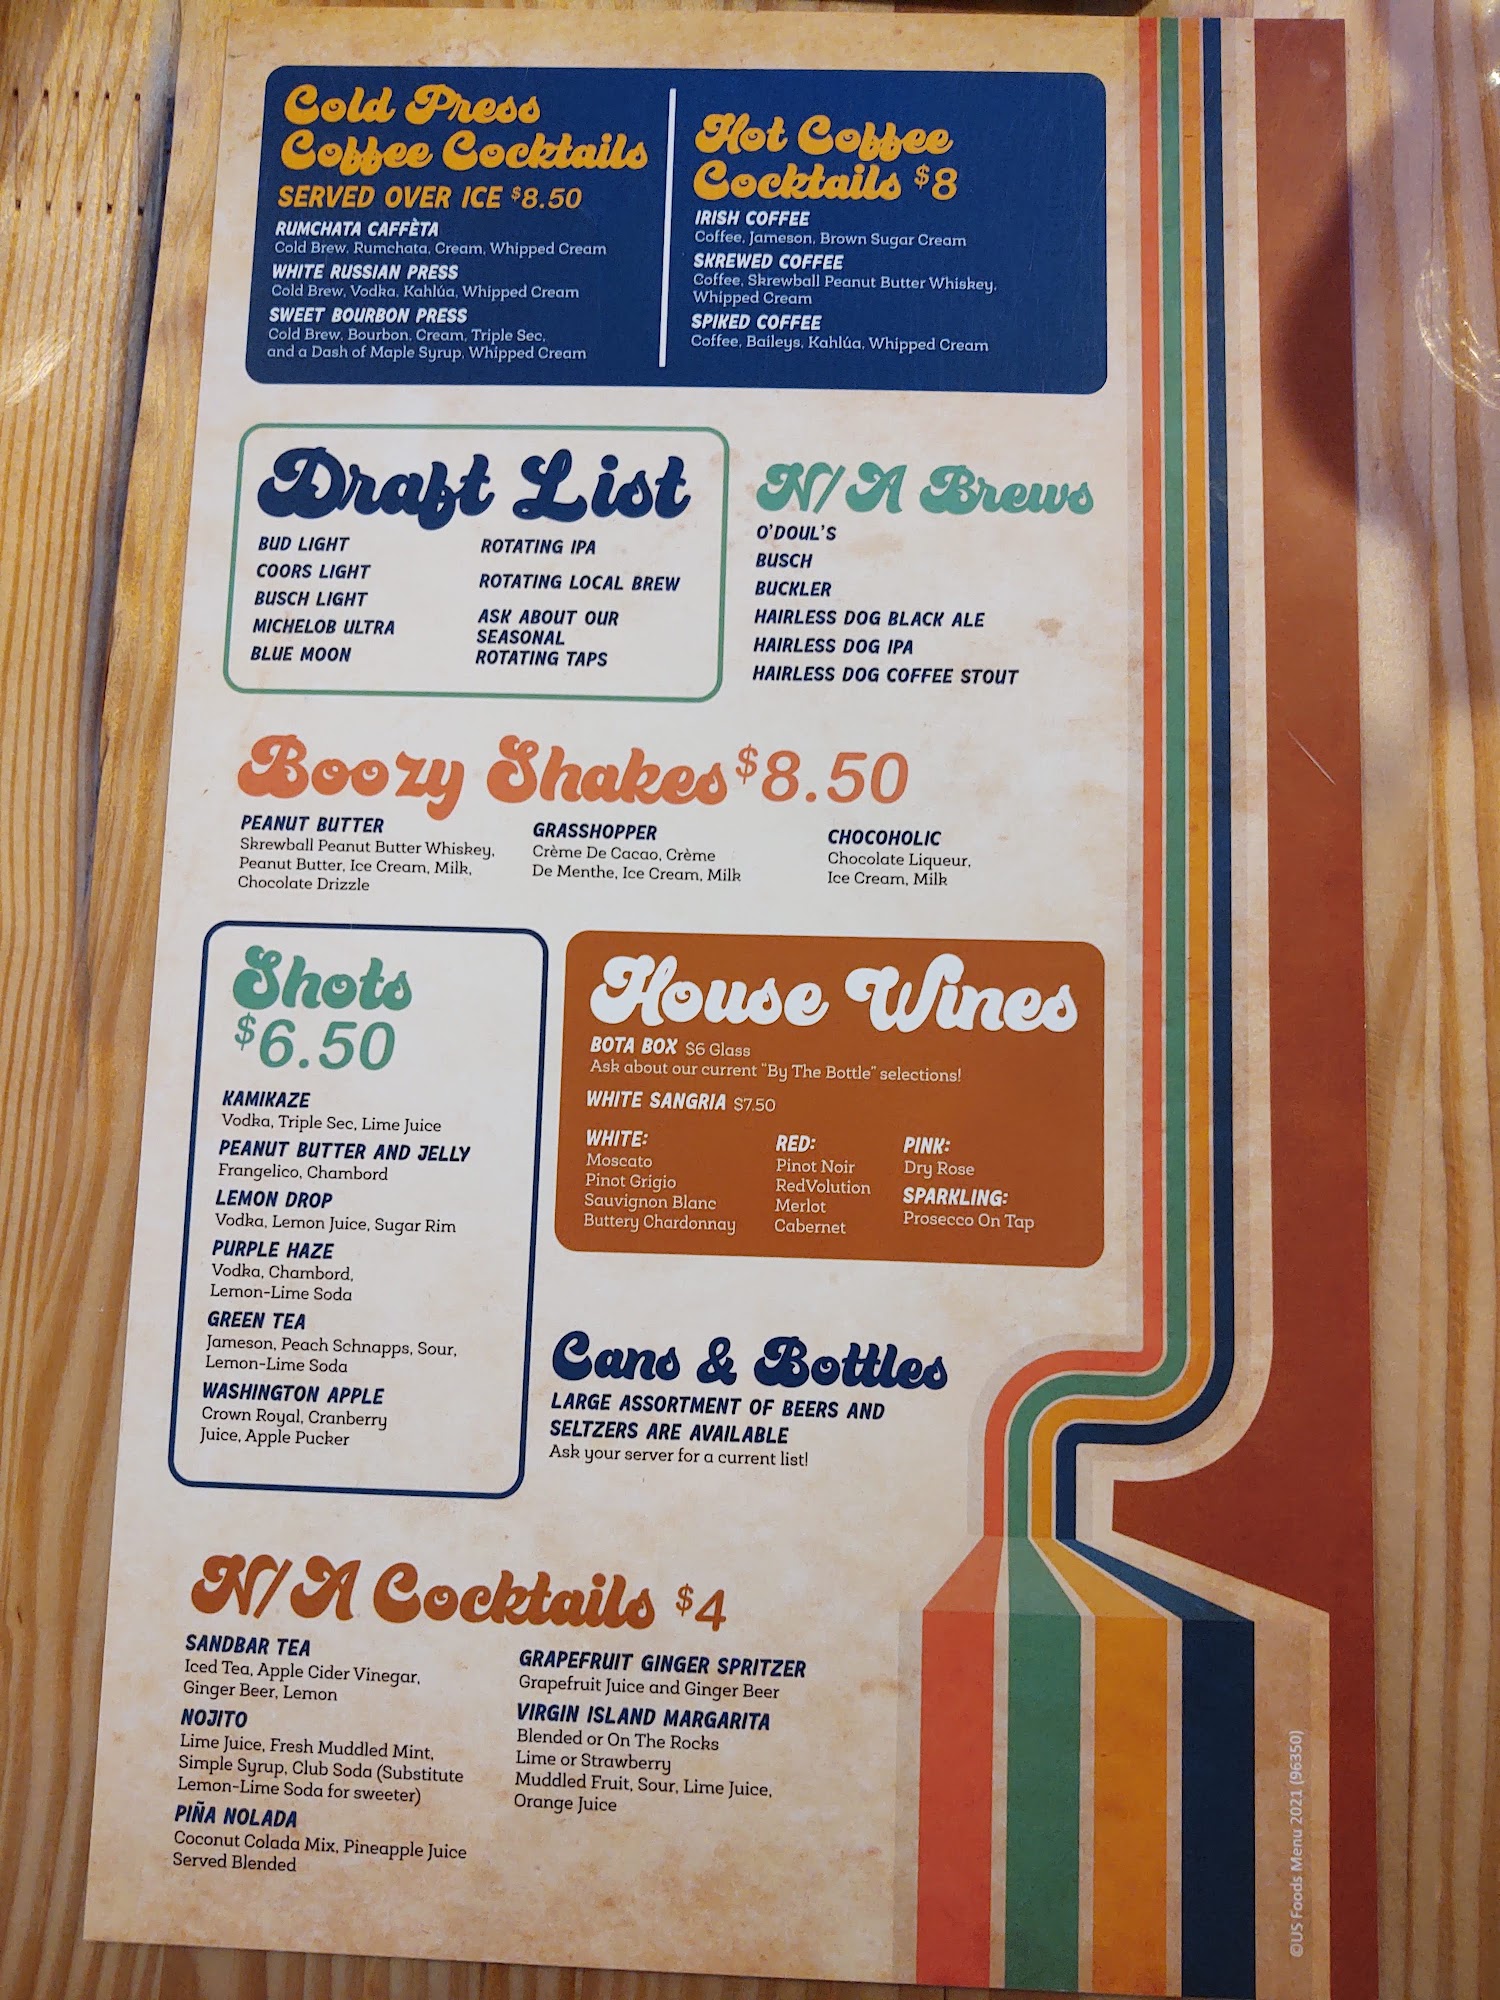 Cold Press
Coffee Cocktails
SERVED OVER ICE $8.50
RUMCHATA CAFFÈTA
Cold Brew, Rumchata, Cream, Whipped Cream
WHITE RUSSIAN PRESS
Cold Brew, Vodka, Kahlúa, Whipped Cream
SWEET BOURBON PRESS
Cold Brew, Bourbon, Cream, Triple Sec,
and a Dash of Maple Syrup, Whipped Cream
Hot Coffee
Cocktails $8
IRISH COFFEE
Coffee, Jameson, Brown Sugar Cream
SKREWED COFFEE
Coffee, Skrewball Peanut Butter Whiskey,
Whipped Cream
SPIKED COFFEE
Coffee, Baileys, Kahlúa, Whipped Cream
Draft List
BUD LIGHT
COORS LIGHT
BUSCH LIGHT
MICHELOB ULTRA
BLUE MOON
ROTATING IPA
ROTATING LOCAL BREW
ASK ABOUT OUR
SEASONAL
ROTATING TAPS
N/A Brews
O'DOUL'S
BUSCH
BUCKLER
HAIRLESS DOG BLACK ALE
HAIRLESS DOG IPA
HAIRLESS DOG COFFEE STOUT
Boozy Shakes $8.50
PEANUT BUTTER
Skrewball Peanut Butter Whiskey,
Peanut Butter, Ice Cream, Milk,
Chocolate Drizzle
GRASSHOPPER
Crème De Cacao, Crème
De Menthe, Ice Cream, Milk
CHOCOHOLIC
Chocolate Liqueur,
Ice Cream, Milk
Shots
$6.50
KAMIKAZE
Vodka, Triple Sec, Lime Juice
PEANUT BUTTER AND JELLY
Frangelico, Chambord
LEMON DROP
Vodka, Lemon Juice, Sugar Rim
PURPLE HAZE
Vodka, Chambord,
Lemon-Lime Soda
GREEN TEA
Jameson, Peach Schnapps, Sour,
Lemon-Lime Soda
WASHINGTON APPLE
Crown Royal, Cranberry
Juice, Apple Pucker
House Wines
BOTA BOX $6 Glass
Ask about our current "By The Bottle" selections!
WHITE SANGRIA $7.50
WHITE:
Moscato
Pinot Grigio
Sauvignon Blanc
Buttery Chardonnay
RED:
Pinot Noir
RedVolution
Merlot
Cabernet
PINK:
Dry Rose
SPARKLING:
Prosecco On Tap
Cans & Bottles
LARGE ASSORTMENT OF BEERS AND
SELTZERS ARE AVAILABLE
Ask your server for a current list!
N/A Cocktails $4
SANDBAR TEA
Iced Tea, Apple Cider Vinegar,
Ginger Beer, Lemon
NOJITO
Lime Juice, Fresh Muddled Mint,
Simple Syrup, Club Soda (Substitute
Lemon-Lime Soda for sweeter)
PIÑA NOLADA
Coconut Colada Mix, Pineapple Juice
Served Blended
GRAPEFRUIT GINGER SPRITZER
Grapefruit Juice and Ginger Beer
VIRGIN ISLAND MARGARITA
Blended or On The Rocks
Lime or Strawberry
Muddled Fruit, Sour, Lime Juice,
Orange Juice
©US Foods Menu 2021 (96350)